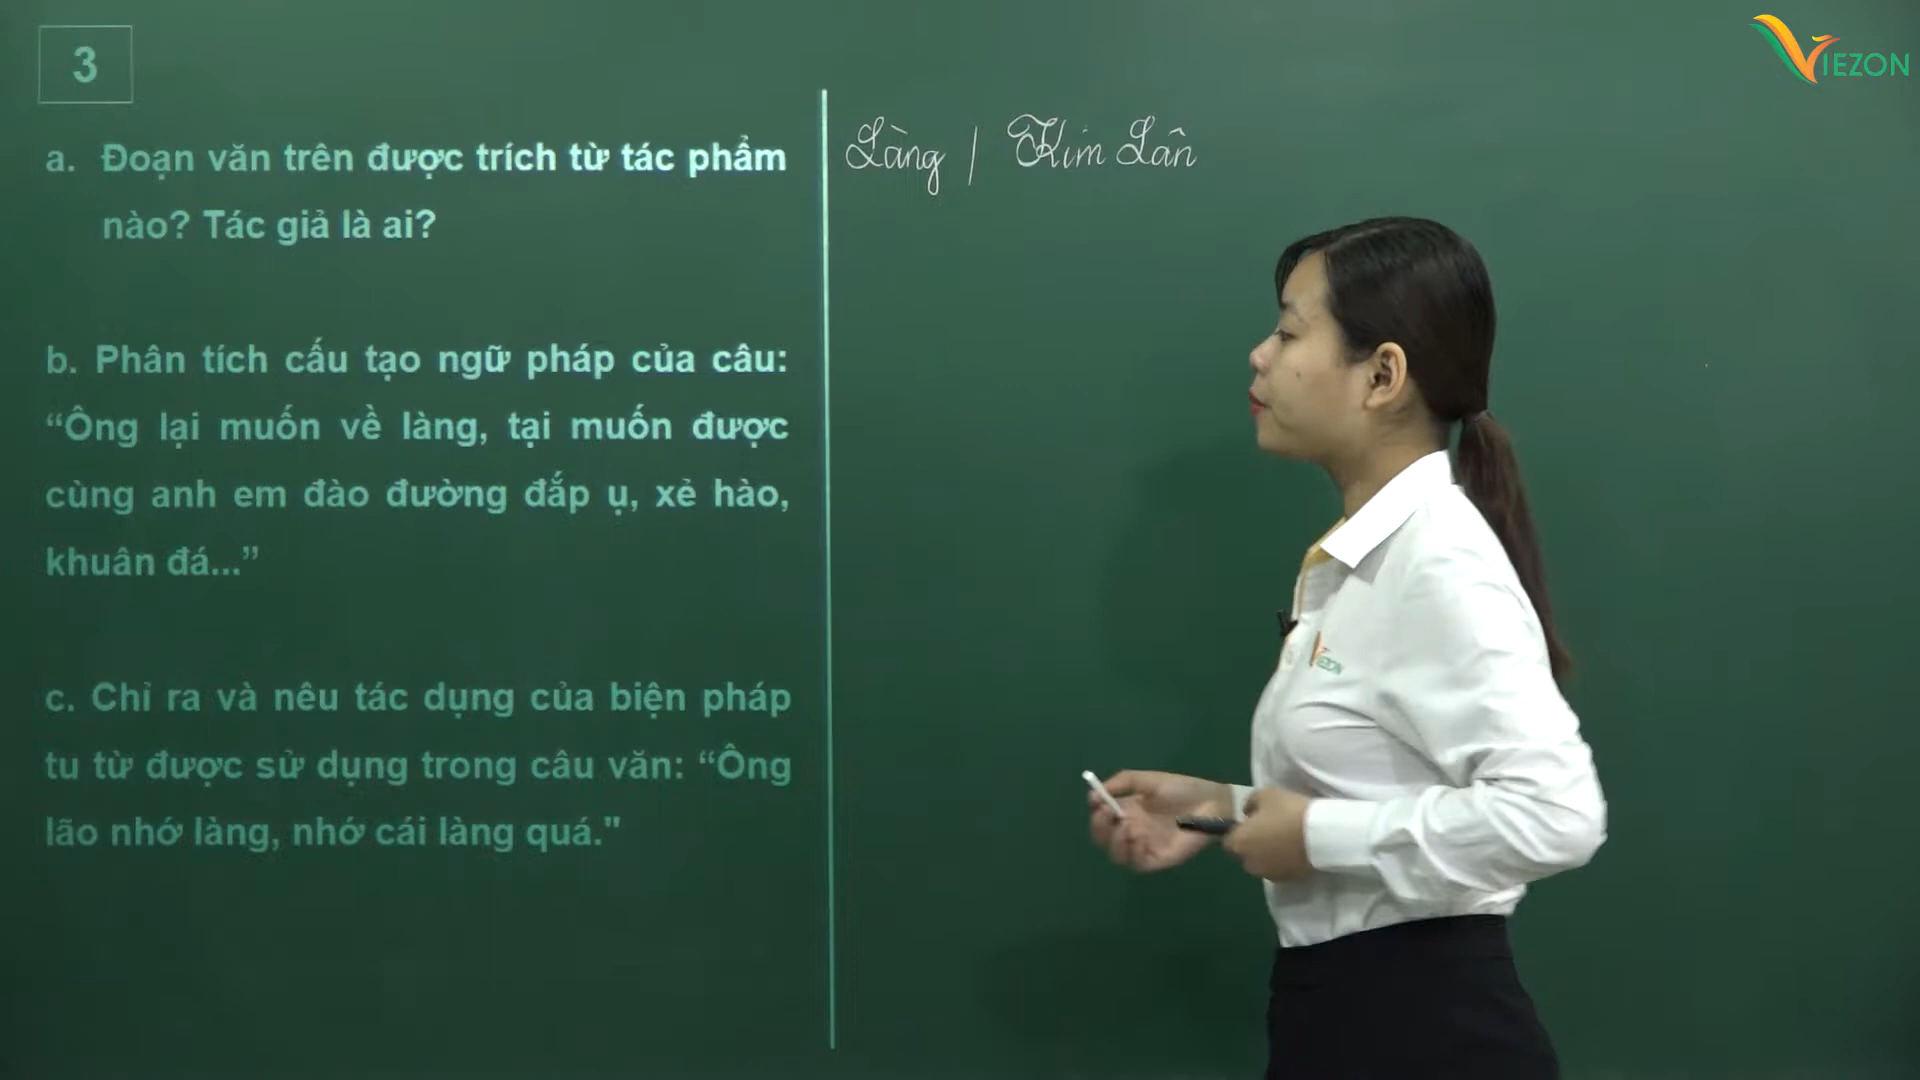 3
VIEZON
a. Đoạn văn trên được trích từ tác phẩm
nào? Tác giả là ai?
b. Phân tích cấu tạo ngữ pháp của câu:
“Ông lại muốn về làng, tại muốn được
cùng anh em đào đường đắp ụ, xẻ hào,
khuân đá...”
c. Chỉ ra và nêu tác dụng của biện pháp
tu từ được sử dụng trong câu văn: “Ông
lão nhớ làng, nhớ cái làng quá."
Làng / Kim Lân
VIEZON